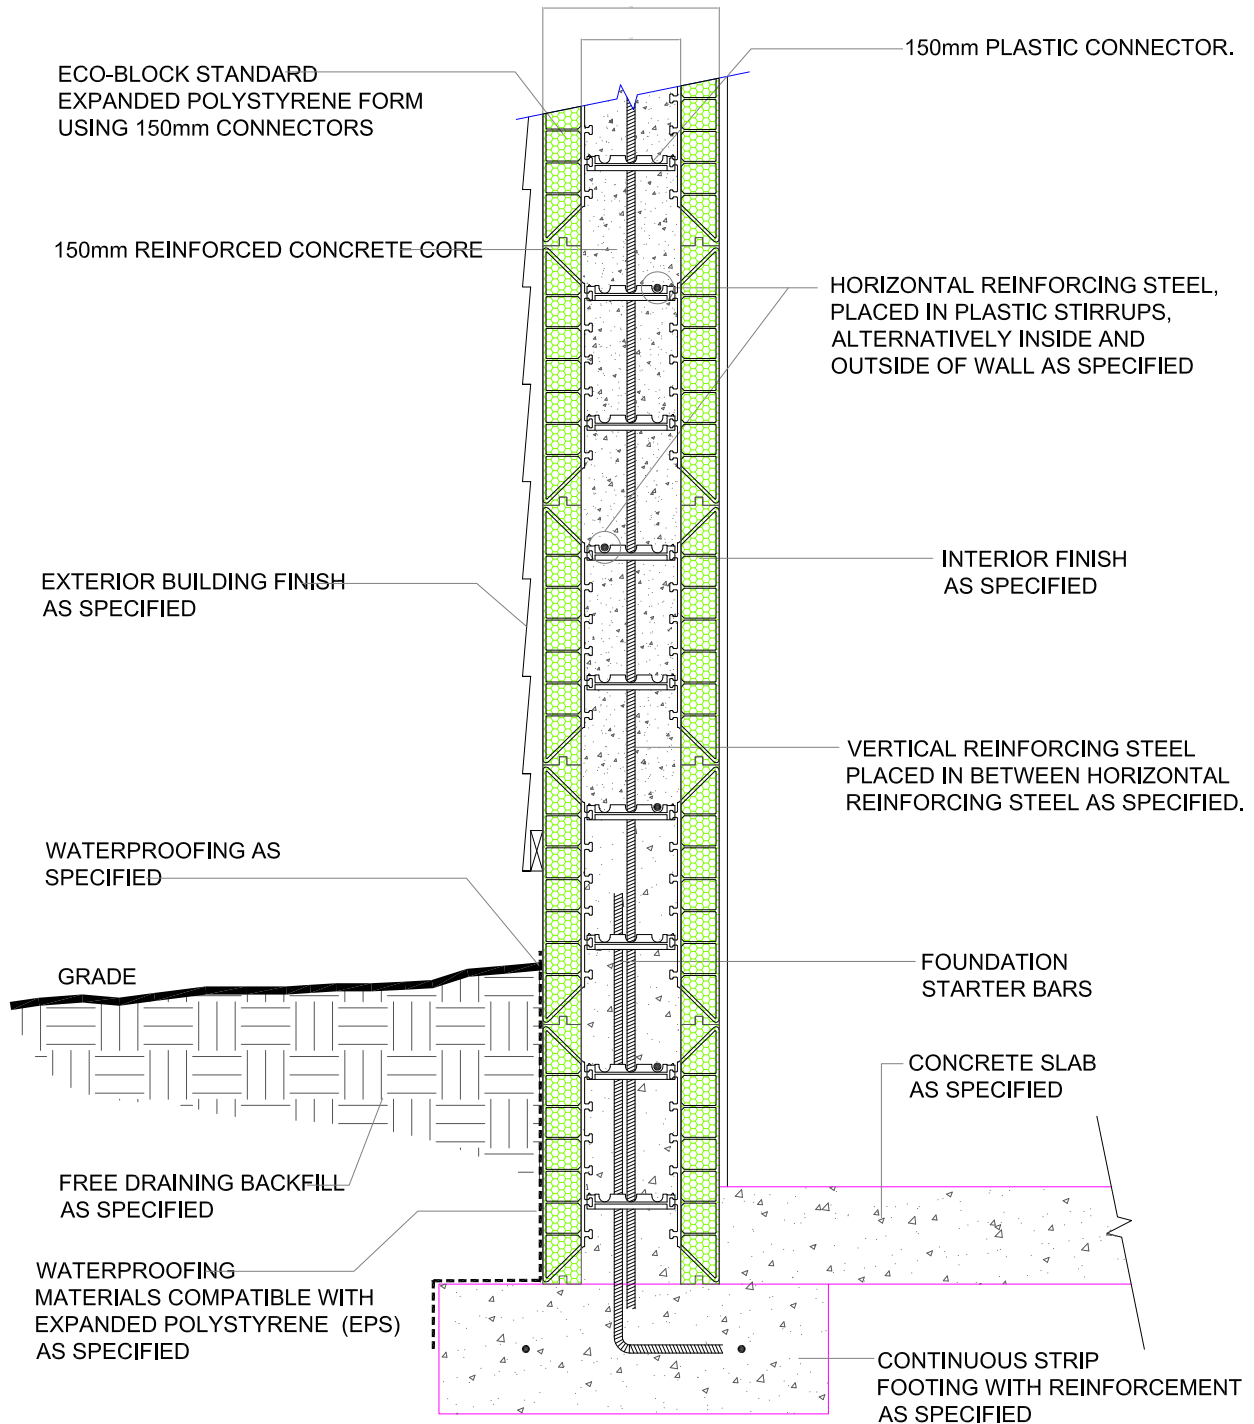 ECO-BLOCK STANDARD
EXPANDED POLYSTYRENE FORM
USING 150mm CONNECTORS
150mm PLASTIC CONNECTOR.
150mm REINFORCED CONCRETE CORE
HORIZONTAL REINFORCING STEEL,
PLACED IN PLASTIC STIRRUPS,
ALTERNATIVELY INSIDE AND
OUTSIDE OF WALL AS SPECIFIED
EXTERIOR BUILDING FINISH
AS SPECIFIED
INTERIOR FINISH
AS SPECIFIED
VERTICAL REINFORCING STEEL
PLACED IN BETWEEN HORIZONTAL
REINFORCING STEEL AS SPECIFIED.
WATERPROOFING AS
SPECIFIED
GRADE
FOUNDATION
STARTER BARS
CONCRETE SLAB
AS SPECIFIED
FREE DRAINING BACKFILL
AS SPECIFIED
WATERPROOFING
MATERIALS COMPATIBLE WITH
EXPANDED POLYSTYRENE (EPS)
AS SPECIFIED
CONTINUOUS STRIP
FOOTING WITH REINFORCEMENT
AS SPECIFIED